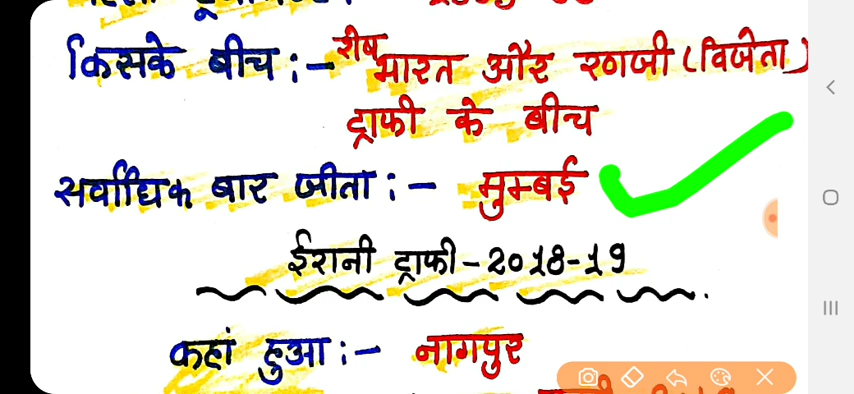 किसके बीच :- शेष भारत और रणजी (विजेता)
ट्राफी के बीच
सर्वाधिक बार जीता :- मुम्बई
ईरानी ट्राफी - 2018-19
कहां हुआ :- नागपुर